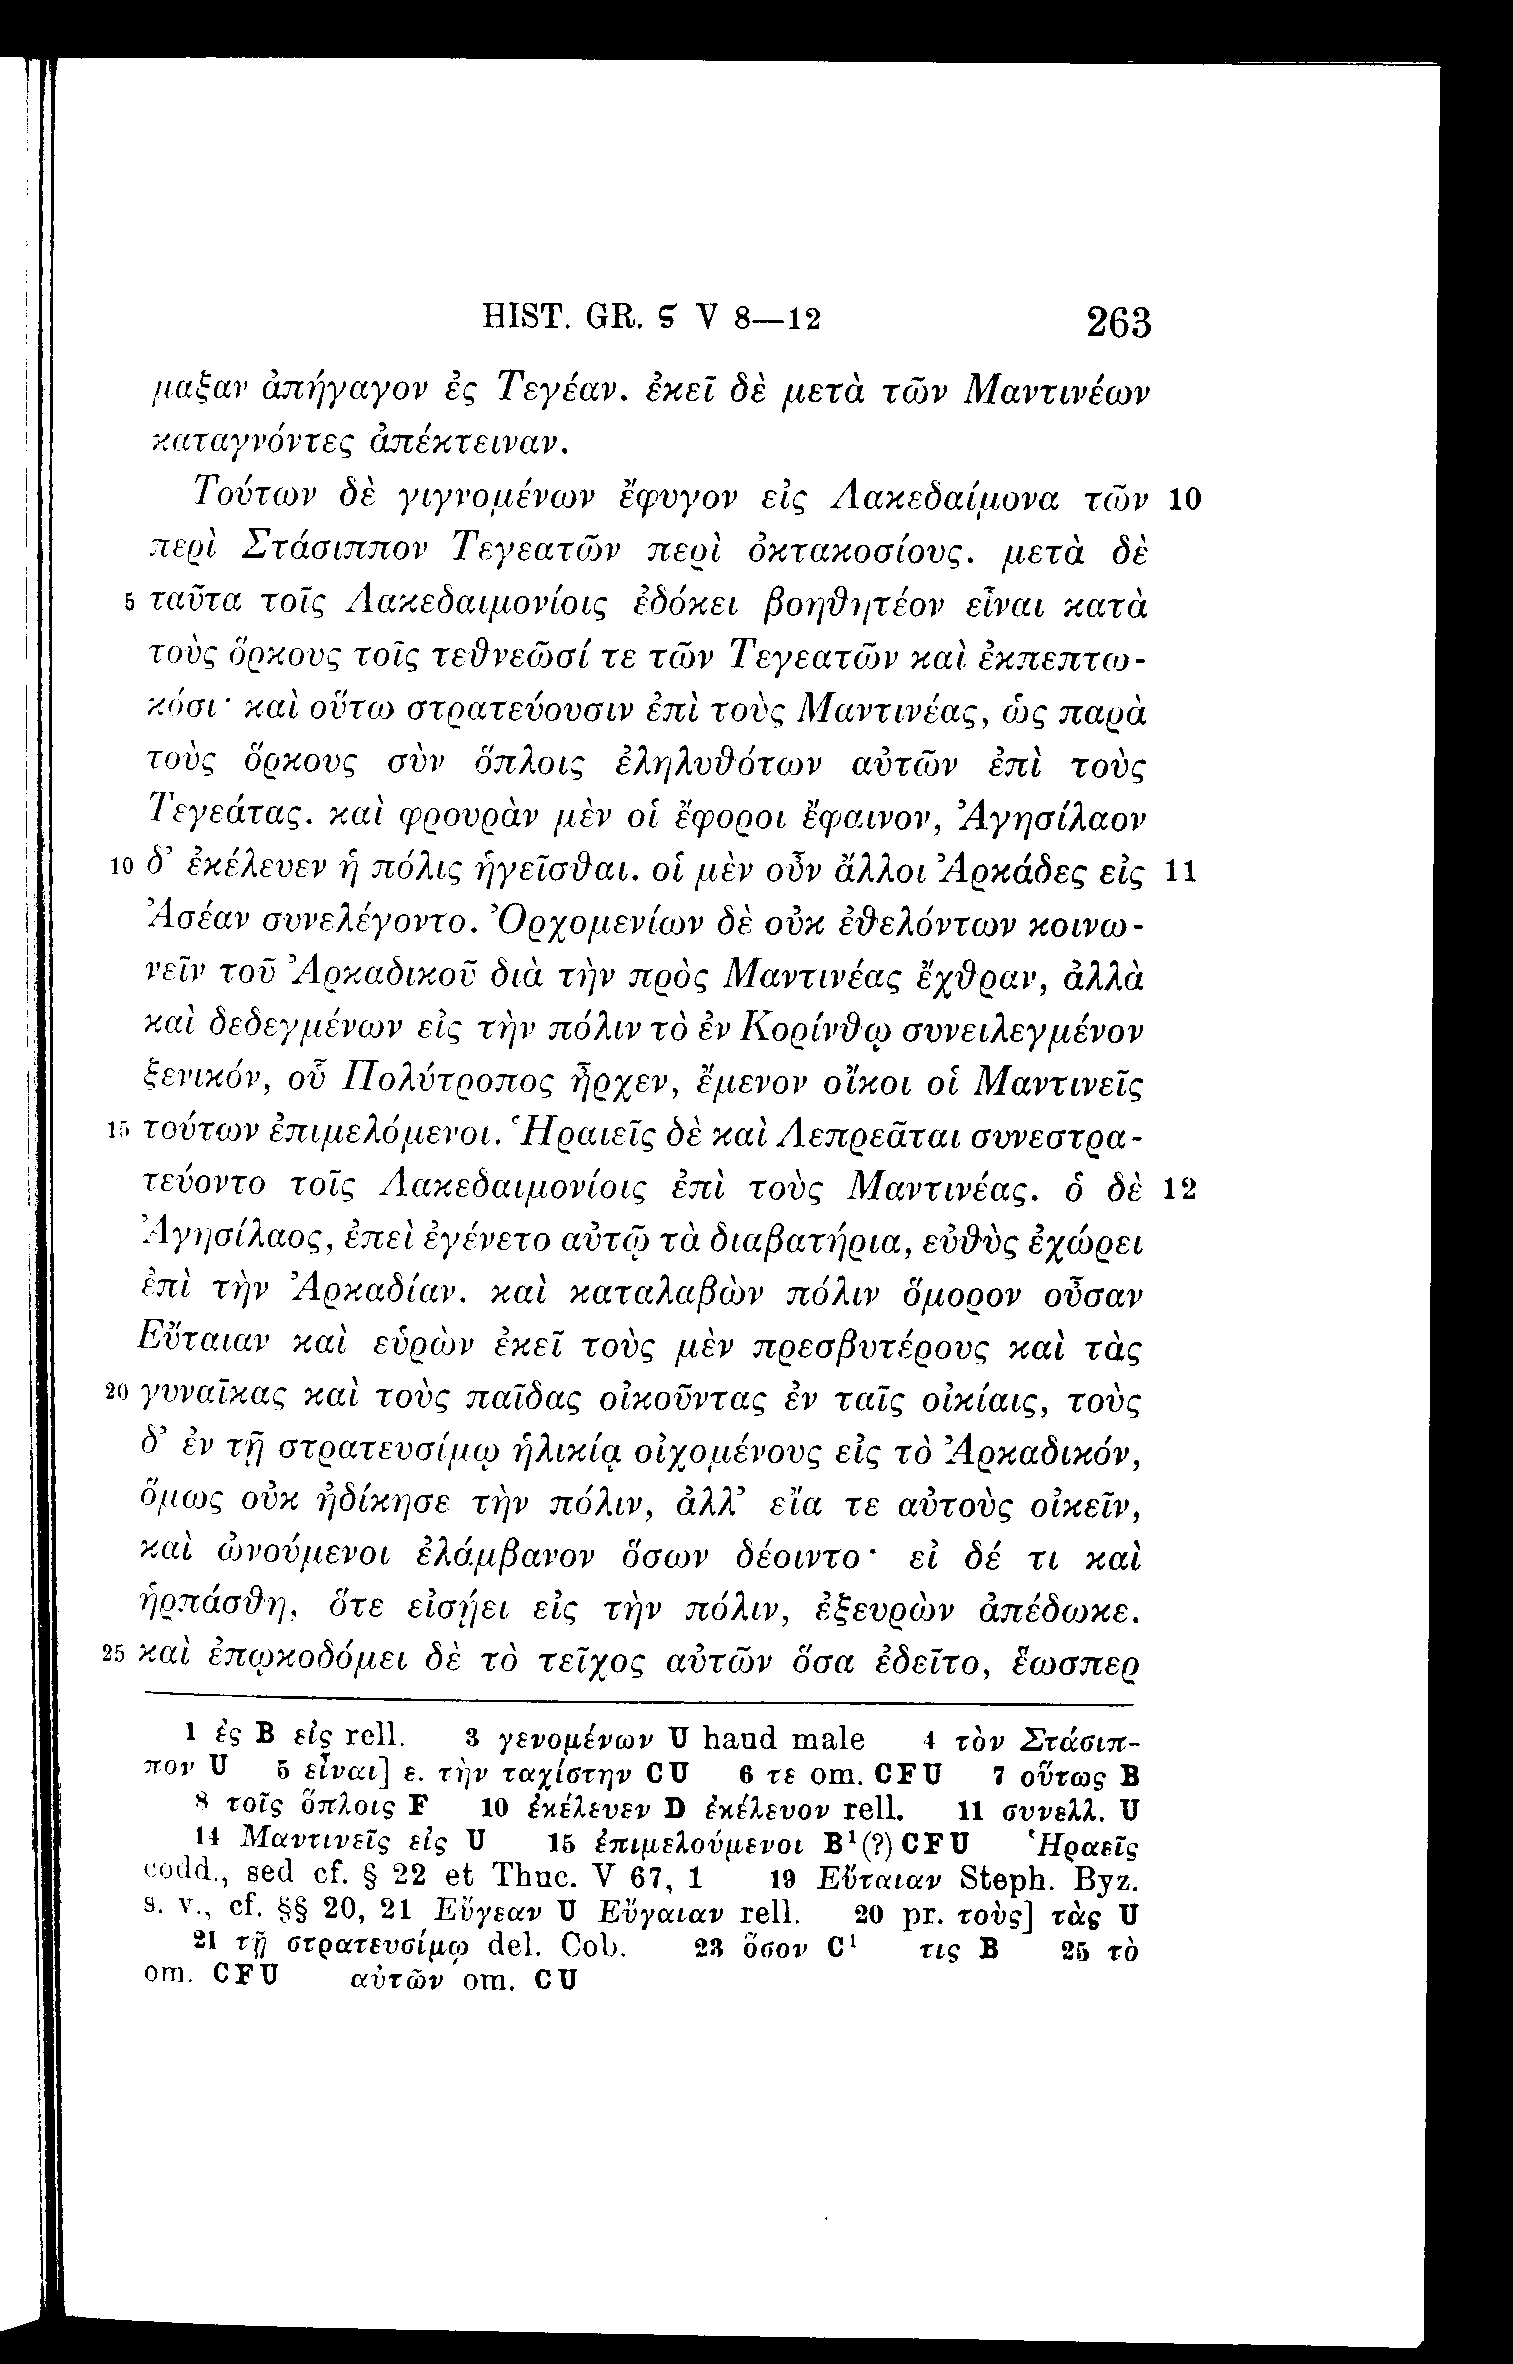 HIST. GR. Ϛ V 8—12 263
μαξαν ἀπήγαγον ἐς Τεγέαν. ἐκεῖ δὲ μετὰ τῶν Μαντινέων
καταγνόντες ἀπέκτειναν.
Τούτων δὲ γιγνομένων ἔφυγον εἰς Λακεδαίμονα τῶν 10
περὶ Στάσιππον Τεγεατῶν περὶ ὀκτακοσίους. μετὰ δὲ
5 ταῦτα τοῖς Λακεδαιμονίοις ἐδόκει βοηθητέον εἶναι κατὰ
τοὺς ὅρκους τοῖς τεθνεῶσί τε τῶν Τεγεατῶν καὶ ἐκπεπτω-
κόσι· καὶ οὕτω στρατεύουσιν ἐπὶ τοὺς Μαντινέας, ὡς παρὰ
τοὺς ὅρκους σὺν ὅπλοις ἐληλυθότων αὐτῶν ἐπὶ τοὺς
Τεγεάτας. καὶ φρουρὰν μὲν οἱ ἔφοροι ἔφαινον, Ἀγησίλαον
10 δ’ ἐκέλευεν ἡ πόλις ἡγεῖσθαι. οἱ μὲν οὖν ἄλλοι Ἀρκάδες εἰς 11
Ἀσέαν συνελέγοντο. Ὀρχομενίων δὲ οὐκ ἐθελόντων κοινω-
νεῖν τοῦ Ἀρκαδικοῦ διὰ τὴν πρὸς Μαντινέας ἔχθραν, ἀλλὰ
καὶ δεδεγμένων εἰς τὴν πόλιν τὸ ἐν Κορίνθῳ συνειλεγμένον
ξενικόν, οὗ Πολύτροπος ἦρχεν, ἔμενον οἴκοι οἱ Μαντινεῖς
15 τούτων ἐπιμελόμενοι. Ἡραιεῖς δὲ καὶ Λεπρεᾶται συνεστρα-
τεύοντο τοῖς Λακεδαιμονίοις ἐπὶ τοὺς Μαντινέας. ὁ δὲ 12
Ἀγησίλαος, ἐπεὶ ἐγένετο αὐτῷ τὰ διαβατήρια, εὐθὺς ἐχώρει
ἐπὶ τὴν Ἀρκαδίαν. καὶ καταλαβὼν πόλιν ὅμορον οὖσαν
Εὔταιαν καὶ εὑρὼν ἐκεῖ τοὺς μὲν πρεσβυτέρους καὶ τὰς
20 γυναῖκας καὶ τοὺς παῖδας οἰκοῦντας ἐν ταῖς οἰκίαις, τοὺς
δ’ ἐν τῇ στρατευσίμῳ ἡλικίᾳ οἰχομένους εἰς τὸ Ἀρκαδικόν,
ὅμως οὐκ ἠδίκησε τὴν πόλιν, ἀλλ’ εἴα τε αὐτοὺς οἰκεῖν,
καὶ ὠνούμενοι ἐλάμβανον ὅσων δέοιντο· εἰ δέ τι καὶ
ἡρπάσθη, ὅτε εἰσῄει εἰς τὴν πόλιν, ἐξευρὼν ἀπέδωκε.
25 καὶ ἐπῳκοδόμει δὲ τὸ τεῖχος αὐτῶν ὅσα ἐδεῖτο, ἕωσπερ
1 ἐς B εἰς rell. 3 γενομένων U haud male 4 τὸν Στάσιπ-
πον U 5 εἶναι] ε. τὴν ταχίστην CU 6 τε om. CFU 7 οὕτως B
8 τοῖς ὅπλοις F 10 ἐκέλευεν D ἐκέλευον rell. 11 συνελλ. U
14 Μαντινεῖς εἰς U 15 ἐπιμελούμενοι B¹(?) CFU Ἡραεῖς
codd., sed cf. § 22 et Thuc. V 67, 1 19 Εὔταιαν Steph. Byz.
s. v., cf. §§ 20, 21 Εὔγεαν U Εὔγαιαν rell. 20 pr. τοὺς] τὰς U
21 τῇ στρατευσίμῳ del. Cob. 23 ὅσον C¹ τις B 25 τὸ
om. CFU αὐτῶν om. CU